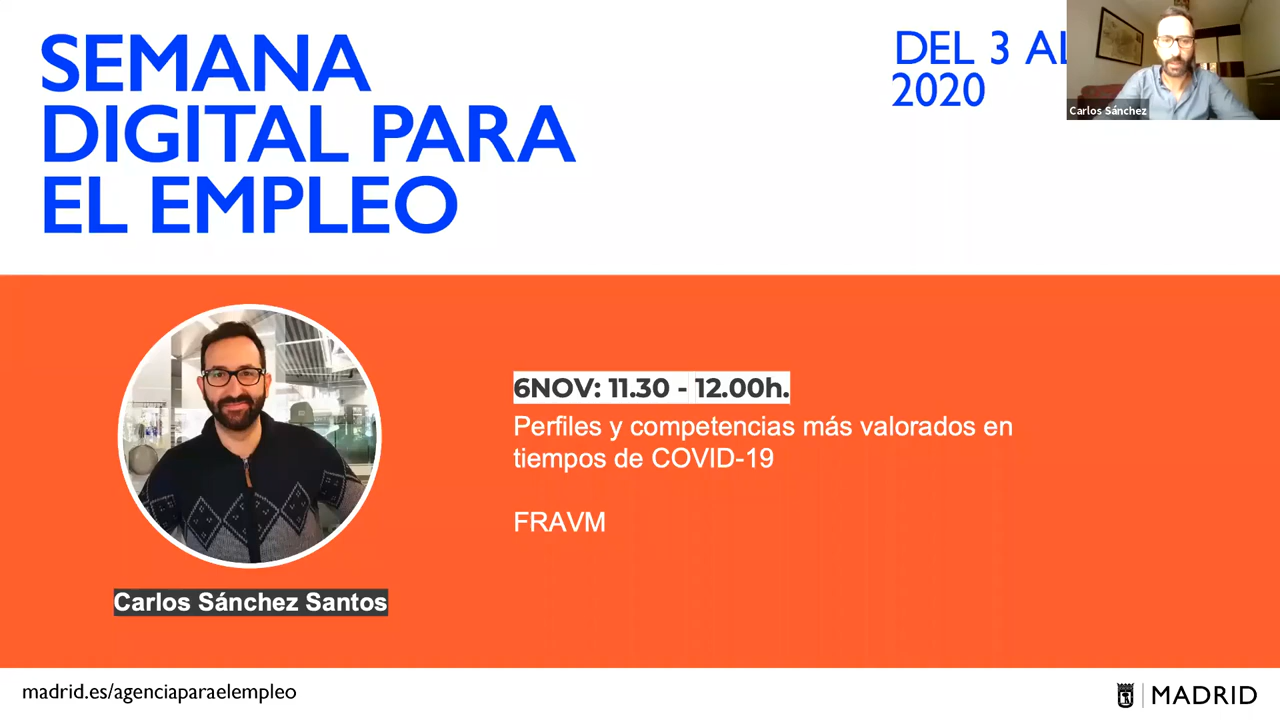 SEMANA
DIGITAL PARA
EL EMPLEO
DEL 3 AL
2020
Carlos Sánchez
6NOV: 11.30 - 12.00h.
Perfiles y competencias más valorados en
tiempos de COVID-19
FRAVM
Carlos Sánchez Santos
madrid.es/agenciaparaelempleo
MADRID